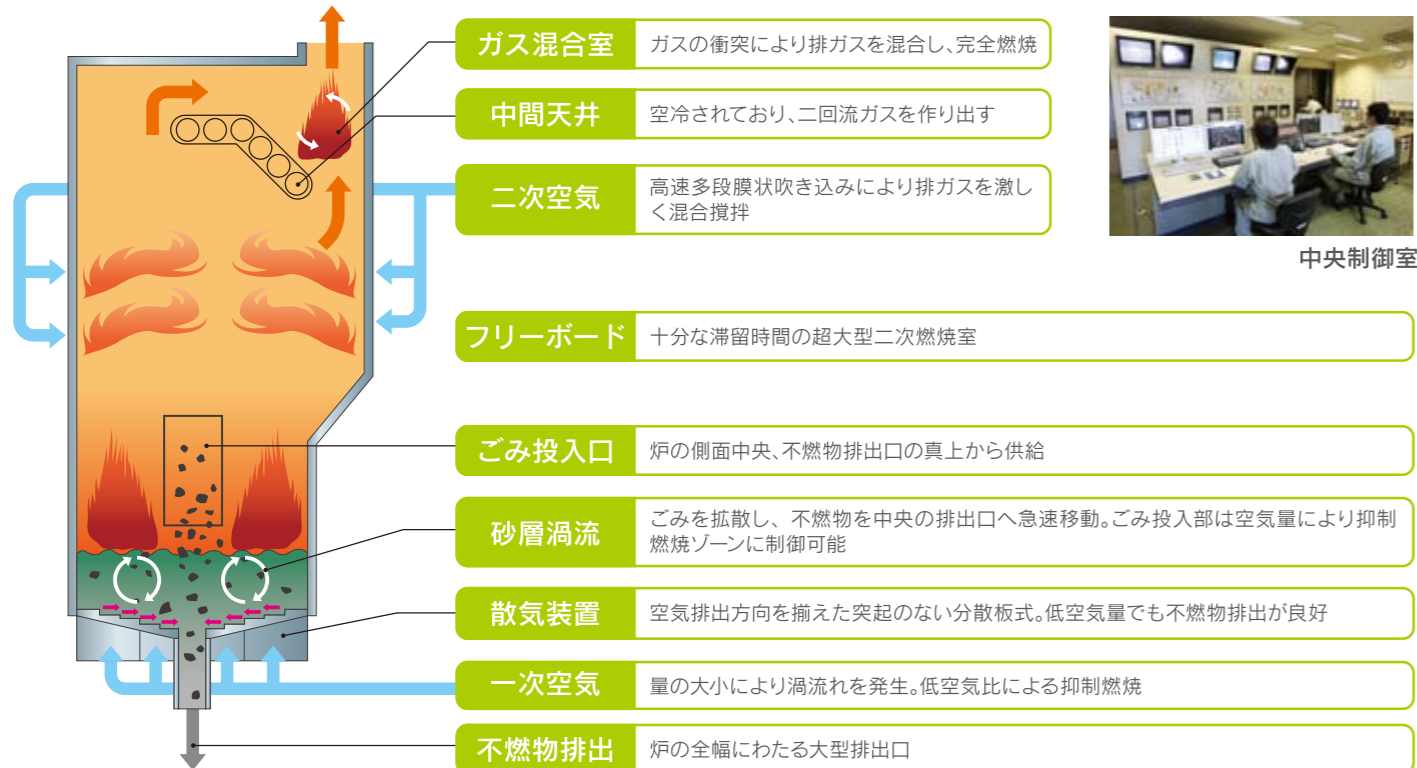 ガス混合室
ガスの衝突により排ガスを混合し、完全燃焼
中間天井
空冷されており、二回流ガスを作り出す
二次空気
高速多段膜状吹き込みにより排ガスを激し
く混合撹拌
中央制御室
フリーボード
十分な滞留時間の超大型二次燃焼室
ごみ投入口
炉の側面中央、不燃物排出口の真上から供給
砂層渦流
ごみを拡散し、不燃物を中央の排出口へ急速移動。ごみ投入部は空気量により抑制
燃焼ゾーンに制御可能
散気装置
空気排出方向を揃えた突起のない分散板式。低空気量でも不燃物排出が良好
一次空気
量の大小により渦流れを発生。低空気比による抑制燃焼
不燃物排出
炉の全幅にわたる大型排出口